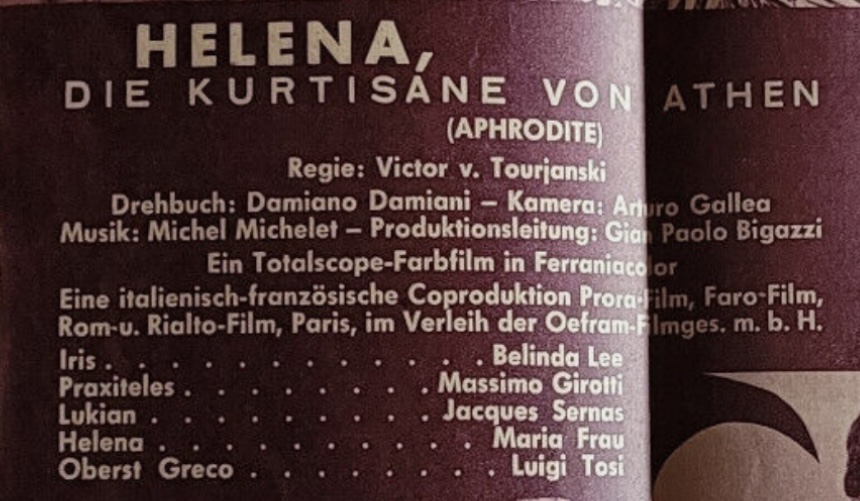 HELENA,
DIE KURTISANE VON ATHEN
(APHRODITE)
Regie: Victor v. Tourjanski
Drehbuch: Damiano Damiani – Kamera: Arturo Gallea
Musik: Michel Michelet – Produktionsleitung: Gian Paolo Bigazzi
Ein Totalscope-Farbfilm in Ferraniacolor
Eine italienisch-französische Coproduktion Prora-Film, Faro-Film,
Rom-u. Rialto-Film, Paris, im Verleih der Oefram-Filmges. m. b. H.
Iris . . . . . . . . . . . . Belinda Lee
Praxiteles . . . . . . . . . Massimo Girotti
Lukian . . . . . . . . . . Jacques Sernas
Helena . . . . . . . . . . . Maria Frau
Oberst Greco . . . . . . . . Luigi Tosi